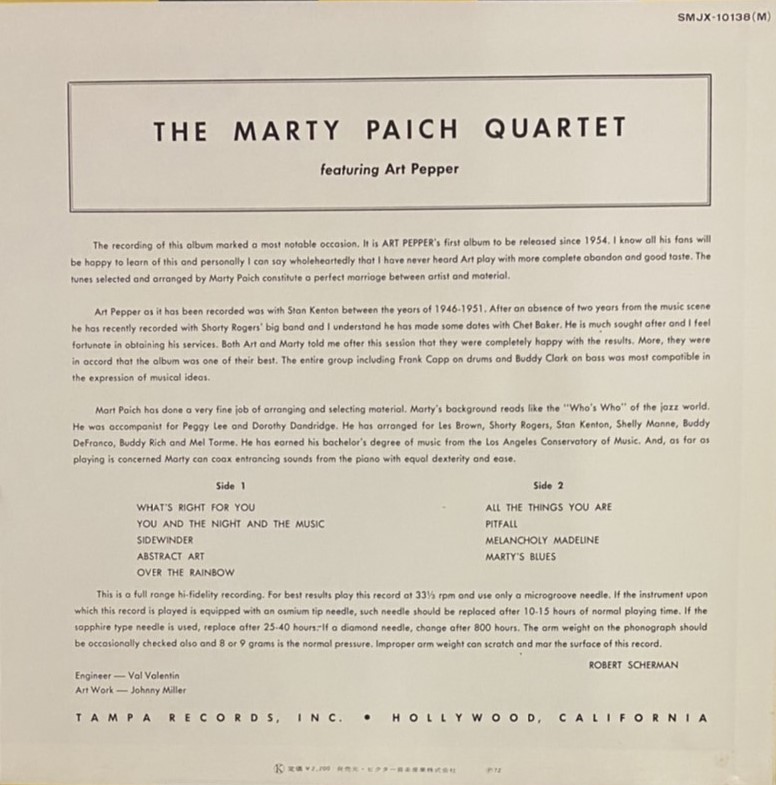 SMJX-10138(M)
THE MARTY PAICH QUARTET
featuring Art Pepper
The recording of this album marked a most notable occasion. It is ART PEPPER's first album to be released since 1954. I know all his fans will
be happy to learn of this and personally I can say wholeheartedly that I have never heard Art play with more complete abandon and good taste. The
tunes selected and arranged by Marty Paich constitute a perfect marriage between artist and material.
Art Pepper as it has been recorded was with Stan Kenton between the years of 1946-1951. After an absence of two years from the music scene
he has recently recorded with Shorty Rogers' big band and I understand he has made some dates with Chet Baker. He is much sought after and I feel
fortunate in obtaining his services. Both Art and Marty told me after this session that they were completely happy with the results. More, they were
in accord that the album was one of their best. The entire group including Frank Capp on drums and Buddy Clark on bass was most compatible in
the expression of musical ideas.
Mart Paich has done a very fine job of arranging and selecting material. Marty's background reads like the "Who's Who" of the jazz world.
He was accompanist for Peggy Lee and Dorothy Dandridge. He has arranged for Les Brown, Shorty Rogers, Stan Kenton, Shelly Manne, Buddy
DeFranco, Buddy Rich and Mel Torme. He has earned his bachelor's degree of music from the Los Angeles Conservatory of Music. And, as far as
playing is concerned Marty can coax entrancing sounds from the piano with equal dexterity and ease.
Side 1
WHAT'S RIGHT FOR YOU
YOU AND THE NIGHT AND THE MUSIC
SIDEWINDER
ABSTRACT ART
OVER THE RAINBOW
Side 2
ALL THE THINGS YOU ARE
PITFALL
MELANCHOLY MADELINE
MARTY'S BLUES
This is a full range hi-fidelity recording. For best results play this record at 33⅓ rpm and use only a microgroove needle. If the instrument upon
which this record is played is equipped with an osmium tip needle, such needle should be replaced after 10-15 hours of normal playing time. If the
sapphire type needle is used, replace after 25-40 hours. If a diamond needle, change after 800 hours. The arm weight on the phonograph should
be occasionally checked also and 8 or 9 grams is the normal pressure. Improper arm weight can scratch and mar the surface of this record.
ROBERT SCHERMAN
Engineer — Val Valentin
Art Work — Johnny Miller
TAMPA RECORDS, INC. • HOLLYWOOD, CALIFORNIA
Ⓚ 定価¥2,200 発売元・ビクター音楽産業株式会社